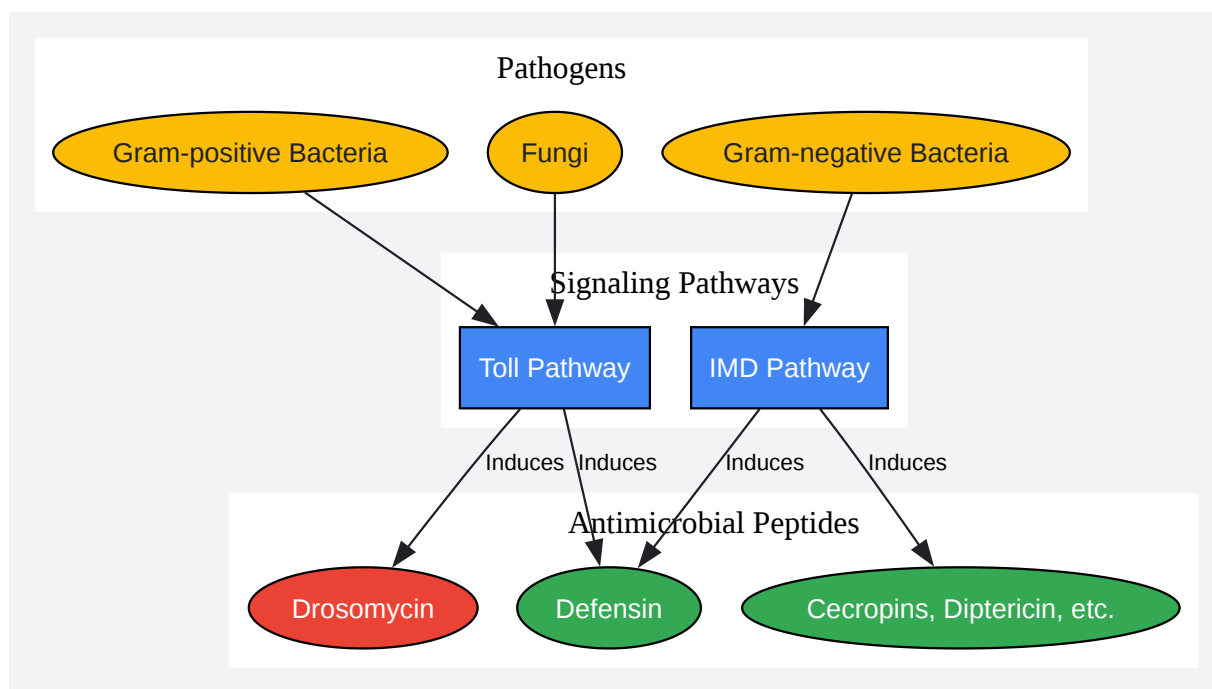 Pathogens
Gram-positive Bacteria
Fungi
Gram-negative Bacteria
Signaling Pathways
Toll Pathway
IMD Pathway
Induces
Induces
Induces
Induces
Antimicrobial Peptides
Drosomycin
Defensin
Cecropins, Diptericin, etc.